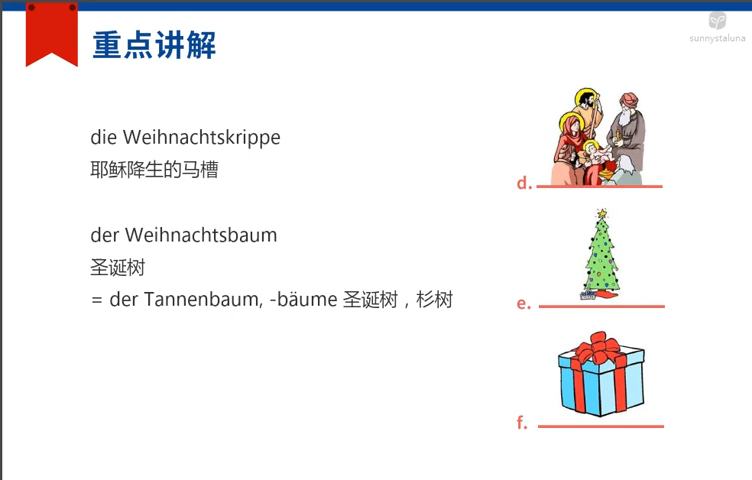 重点讲解
sunnystaluna
die Weihnachtskrippe
耶稣降生的马槽
d.
der Weihnachtsbaum
圣诞树
= der Tannenbaum, -bäume 圣诞树，杉树
e.
f.